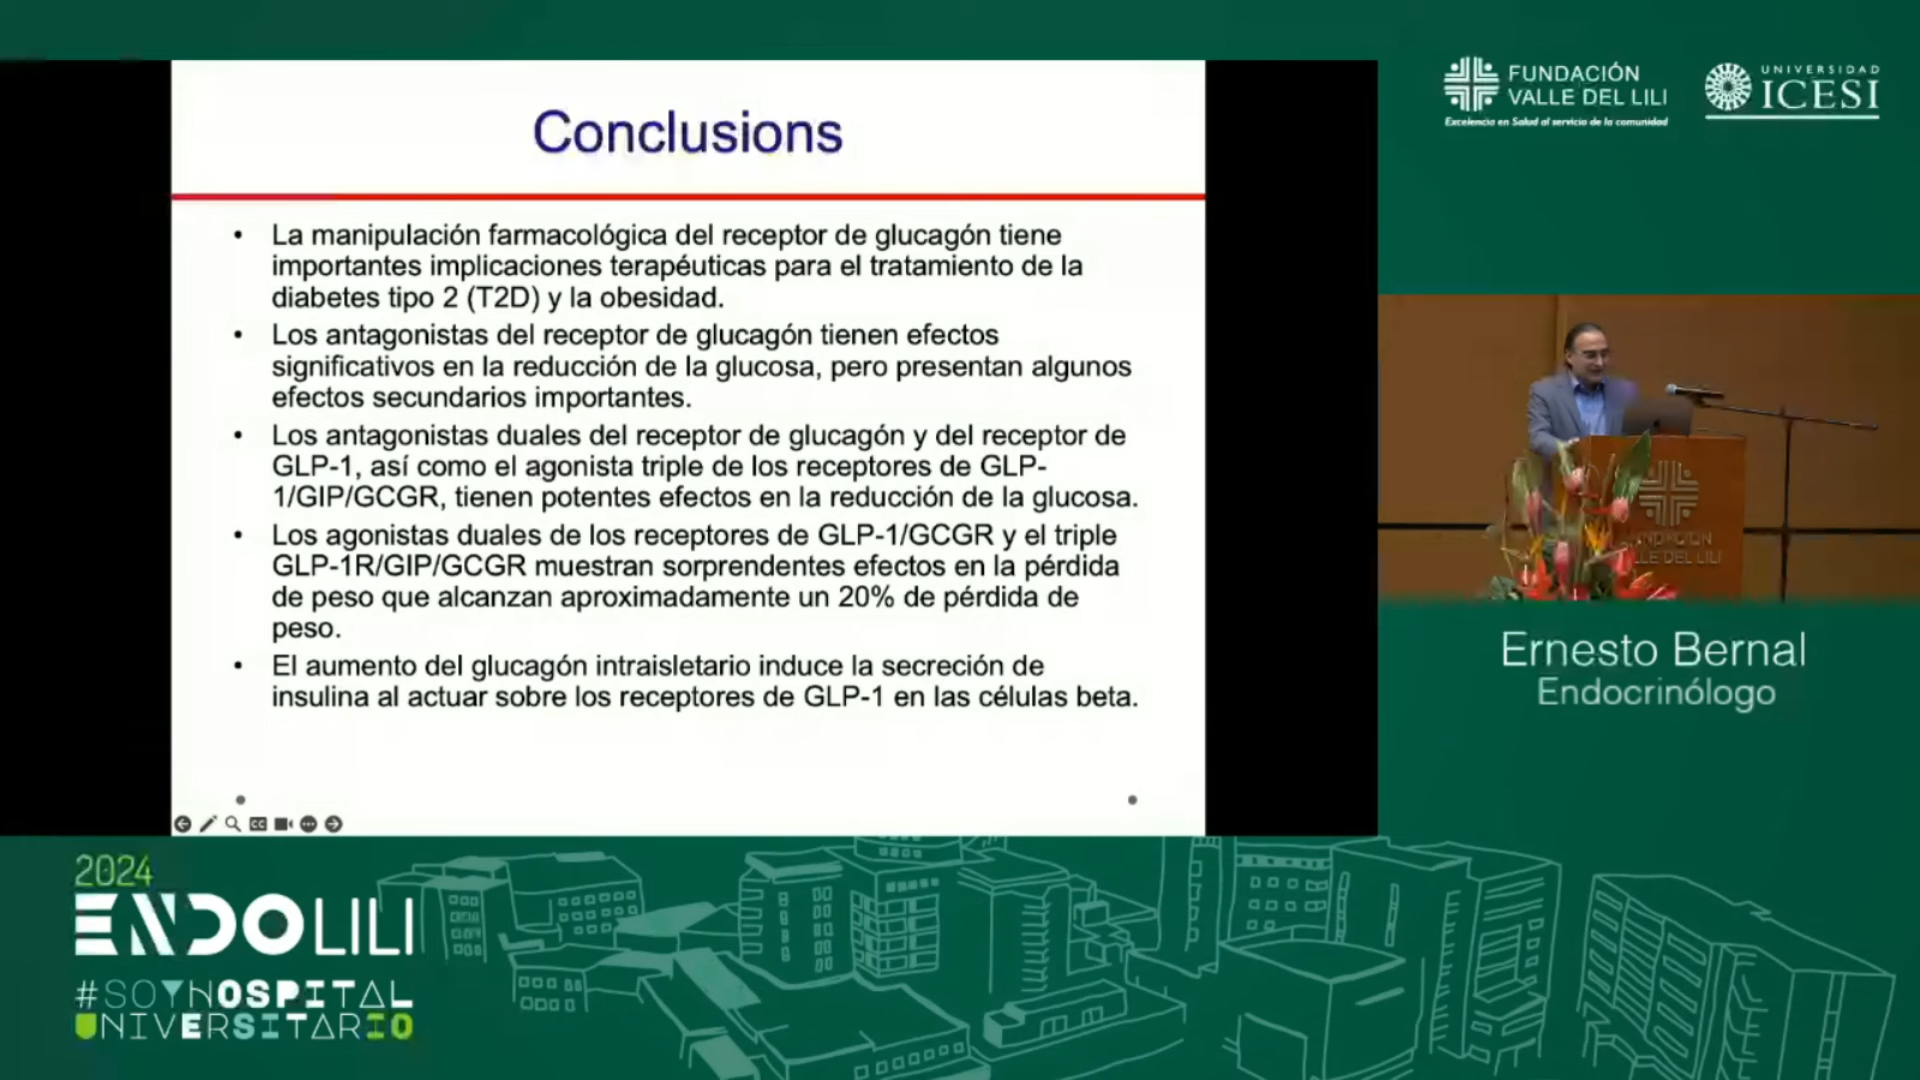 Conclusions
• La manipulación farmacológica del receptor de glucagón tiene
importantes implicaciones terapéuticas para el tratamiento de la
diabetes tipo 2 (T2D) y la obesidad.
• Los antagonistas del receptor de glucagón tienen efectos
significativos en la reducción de la glucosa, pero presentan algunos
efectos secundarios importantes.
• Los antagonistas duales del receptor de glucagón y del receptor de
GLP-1, así como el agonista triple de los receptores de GLP-
1/GIP/GCGR, tienen potentes efectos en la reducción de la glucosa.
• Los agonistas duales de los receptores de GLP-1/GCGR y el triple
GLP-1R/GIP/GCGR muestran sorprendentes efectos en la pérdida
de peso que alcanzan aproximadamente un 20% de pérdida de
peso.
• El aumento del glucagón intraisletario induce la secreción de
insulina al actuar sobre los receptores de GLP-1 en las células beta.
CC
FUNDACIÓN
VALLE DEL LILI
Excelencia en Salud al servicio de la comunidad
UNIVERSIDAD
ICESI
FUNDACIÓN
VALLE DEL LILI
Ernesto Bernal
Endocrinólogo
2024
ENDOLILI
#SOYHOSPITAL
UNIVERSITARIO